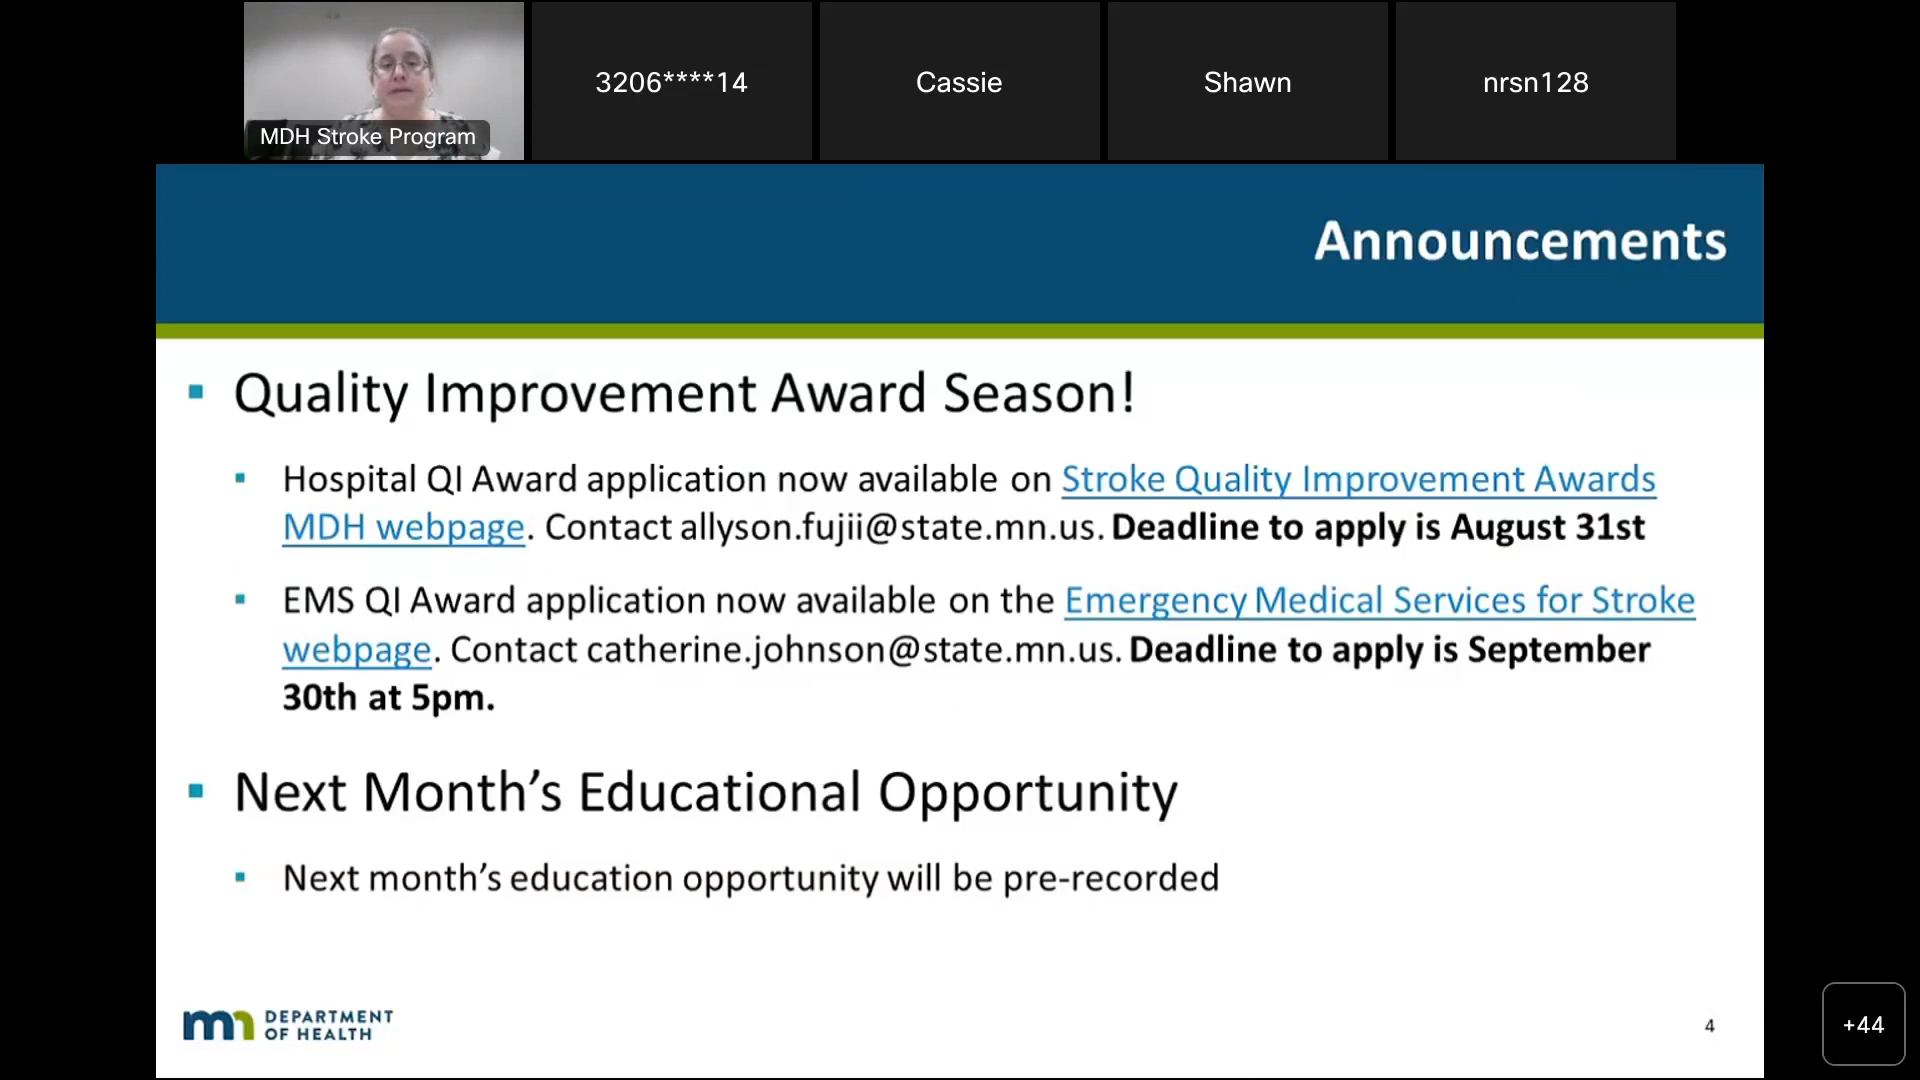 3206****14
Cassie
Shawn
nrsn128
MDH Stroke Program
Announcements
Quality Improvement Award Season!
Hospital QI Award application now available on Stroke Quality Improvement Awards
MDH webpage. Contact allyson.fujii@state.mn.us. Deadline to apply is August 31st
EMS QI Award application now available on the Emergency Medical Services for Stroke
webpage. Contact catherine.johnson@state.mn.us. Deadline to apply is September
30th at 5pm.
Next Month’s Educational Opportunity
Next month’s education opportunity will be pre-recorded
mn DEPARTMENT
OF HEALTH
4
+44